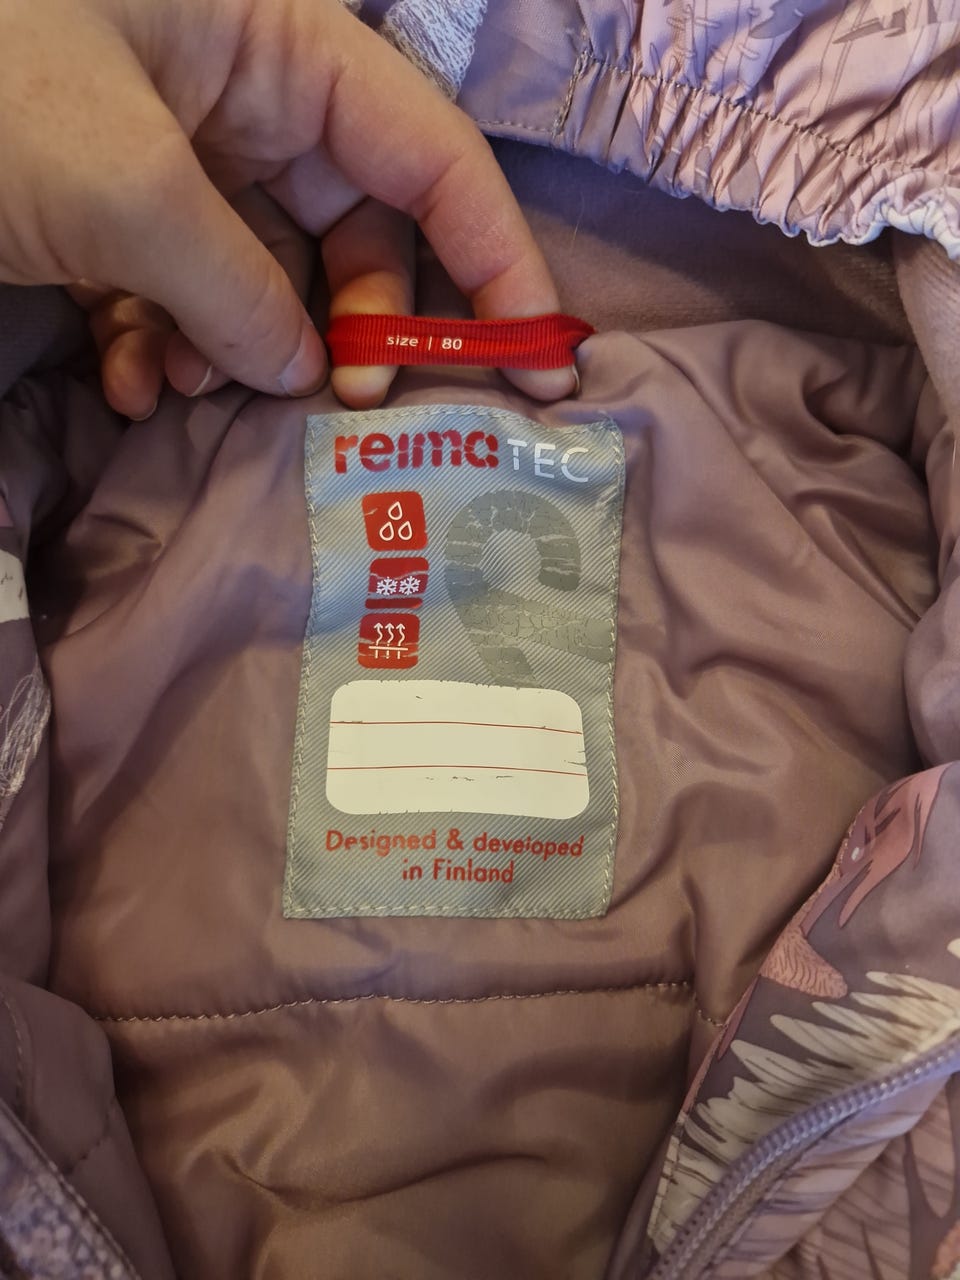 size | 80
reima TEC
Designed & developed
in Finland